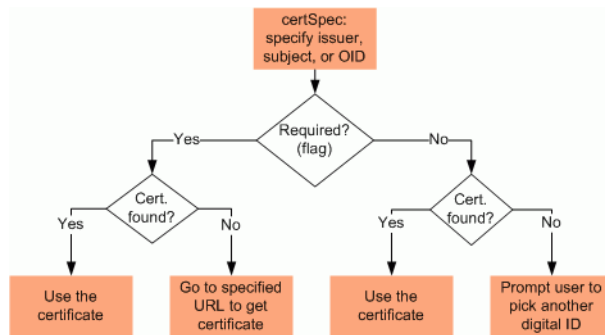 certSpec:
specify issuer,
subject, or OID
Required?
(flag)
Yes
No
Cert.
found?
Cert.
found?
Yes
No
Yes
No
Use the
certificate
Go to specified
URL to get
certificate
Use the
certificate
Prompt user to
pick another
digital ID